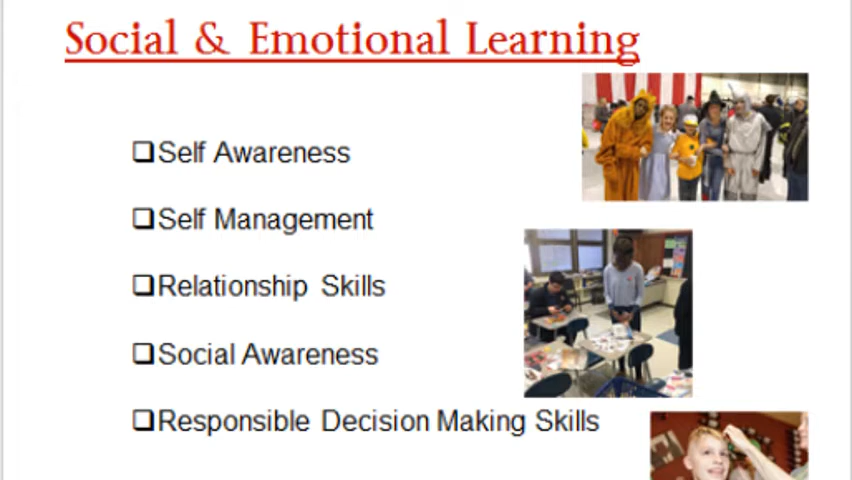 Social & Emotional Learning
❑Self Awareness
❑Self Management
❑Relationship Skills
❑Social Awareness
❑Responsible Decision Making Skills